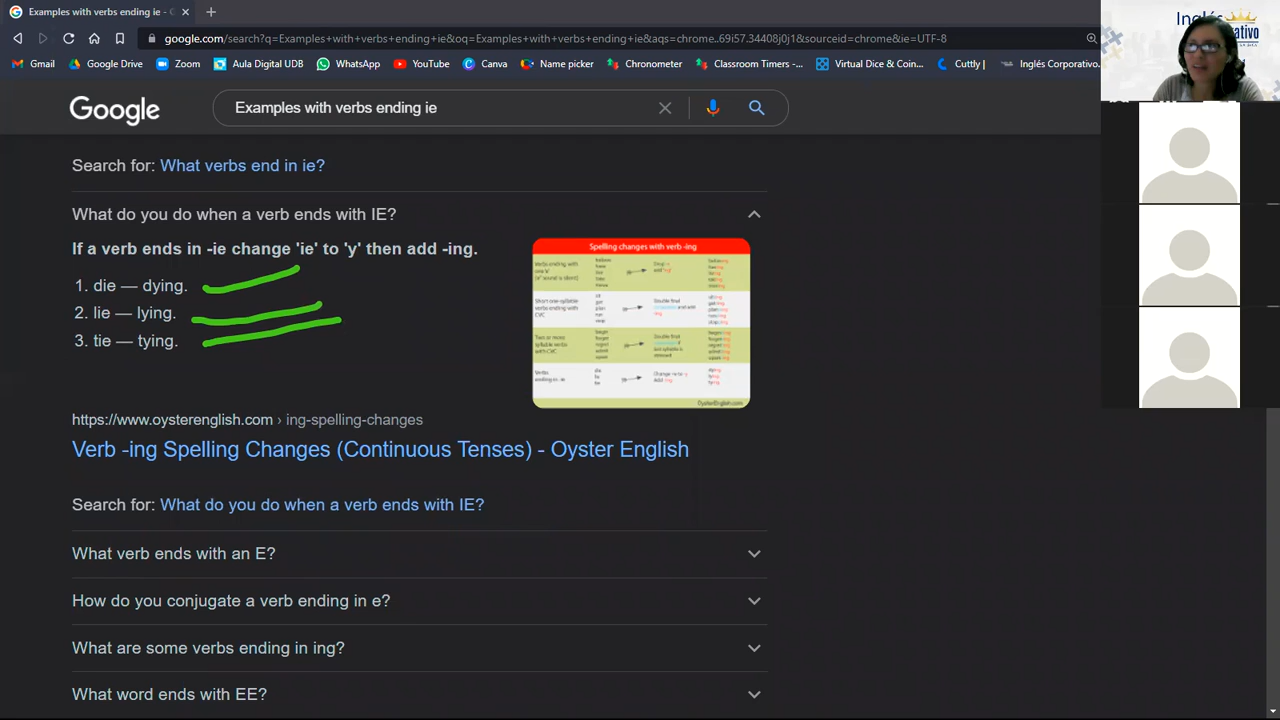 Examples with verbs ending ie - G
google.com/search?q=Examples+with+verbs+ending+ie&oq=Examples+with+verbs+ending+ie&aqs=chrome..69i57.34408j0j1&sourceid=chrome&ie=UTF-8
Gmail Google Drive Zoom Aula Digital UDB WhatsApp YouTube Canva Name picker Chronometer Classroom Timers -... Virtual Dice & Coin... Cuttly | Inglés Corporativo.
Inglés
Google Examples with verbs ending ie
Search for: What verbs end in ie?
What do you do when a verb ends with IE?
If a verb ends in -ie change 'ie' to 'y' then add -ing.
1. die — dying.
2. lie — lying.
3. tie — tying.
Spelling changes with verb -ing
OysterEnglish.com
https://www.oysterenglish.com › ing-spelling-changes
Verb -ing Spelling Changes (Continuous Tenses) - Oyster English
Search for: What do you do when a verb ends with IE?
What verb ends with an E?
How do you conjugate a verb ending in e?
What are some verbs ending in ing?
What word ends with EE?